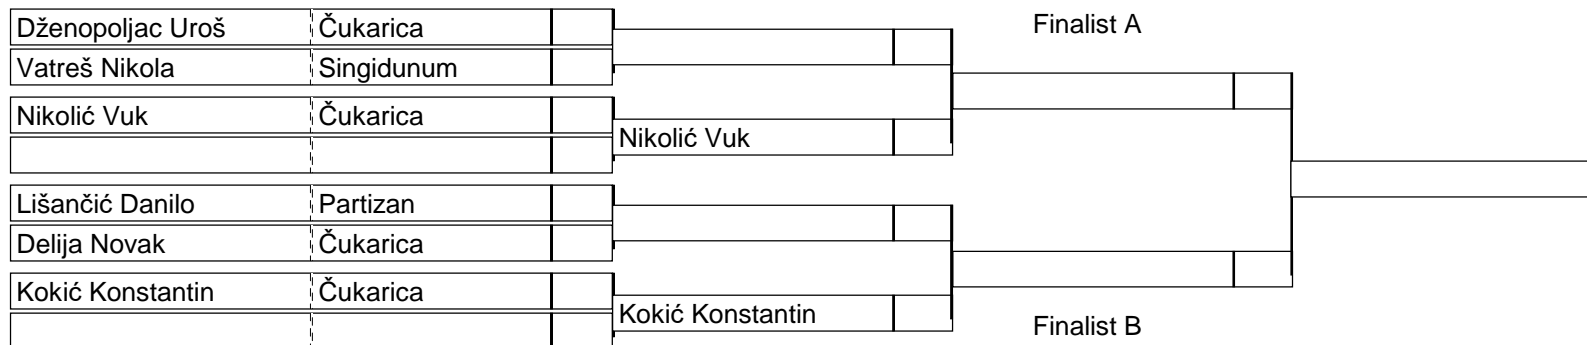 Dženopoljac Uroš Čukarica
Vatreš Nikola Singidunum
Nikolić Vuk Čukarica
Lišančić Danilo Partizan
Delija Novak Čukarica
Kokić Konstantin Čukarica
Nikolić Vuk
Kokić Konstantin
Finalist A
Finalist B